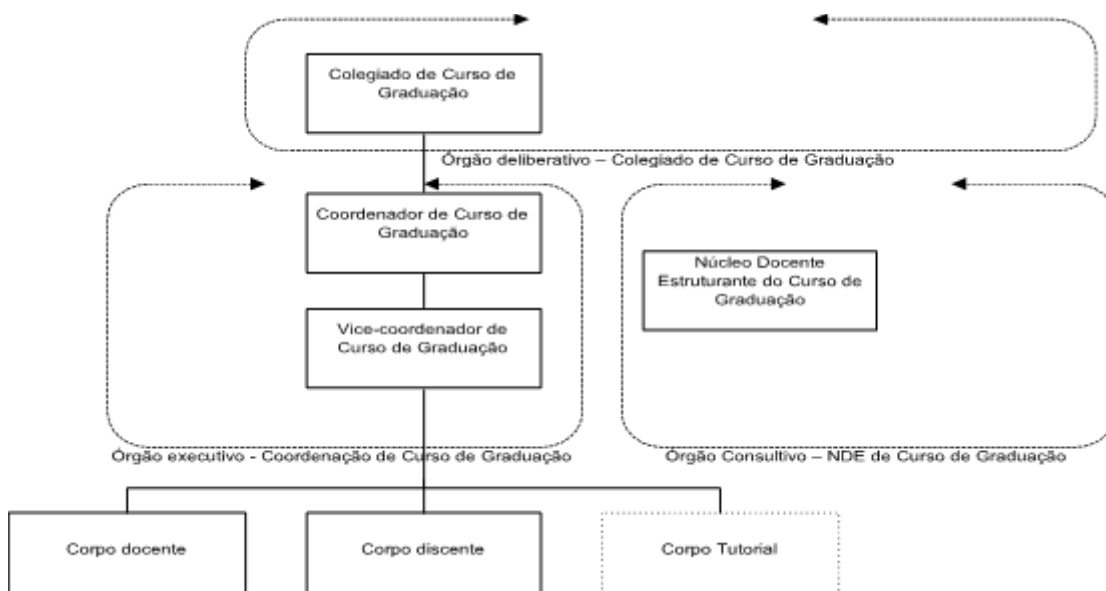 Colegiado de Curso de
Graduação
Órgão deliberativo – Colegiado de Curso de Graduação
Coordenador de Curso de
Graduação
Núcleo Docente
Estruturante do Curso de
Graduação
Vice-coordenador de
Curso de Graduação
Órgão executivo - Coordenação de Curso de Graduação
Órgão Consultivo – NDE de Curso de Graduação
Corpo docente
Corpo discente
Corpo Tutorial